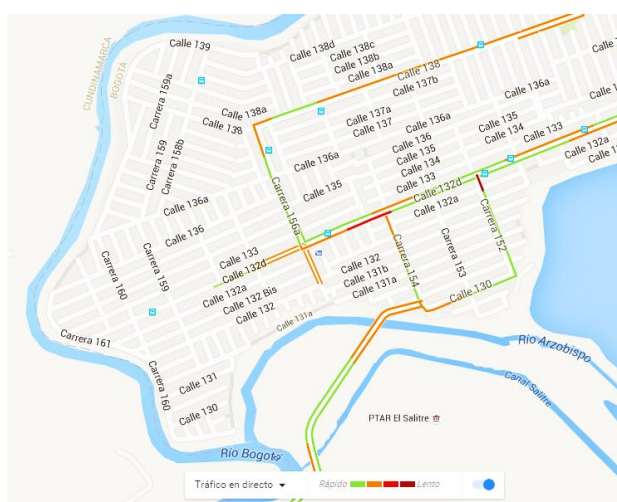 Calle 139
Calle 138d
Calle 138c
Calle 138b
Calle 138a
Calle 138
Calle 137b
CUNDINAMARCA
BOGOTÁ
Carrera 159a
Calle 138a
Calle 138
Calle 137a
Calle 137
Calle 136a
Calle 136a
Calle 136
Calle 135
Calle 134
Calle 133
Calle 135
Calle 134
Calle 133
Calle 132a
Carrera 159
Carrera 158b
Calle 136a
Calle 135
Calle 136a
Calle 132d
Calle 132a
Carrera 156a
Calle 136
Calle 133
Calle 132d
Calle 132a
Calle 132 Bis
Calle 132
Carrera 160
Carrera 159
Calle 132
Calle 131b
Calle 131a
Carrera 154
Carrera 153
Carrera 152
Calle 130
Calle 131a
Carrera 161
Carrera 160
Calle 131
Calle 130
Río Arzobispo
Canal Salitre
PTAR El Salitre
Río Bogotá
Tráfico en directo
Rápido
Lento